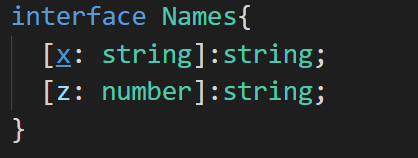 interface Names{
[x: string]:string;
[z: number]:string;
}